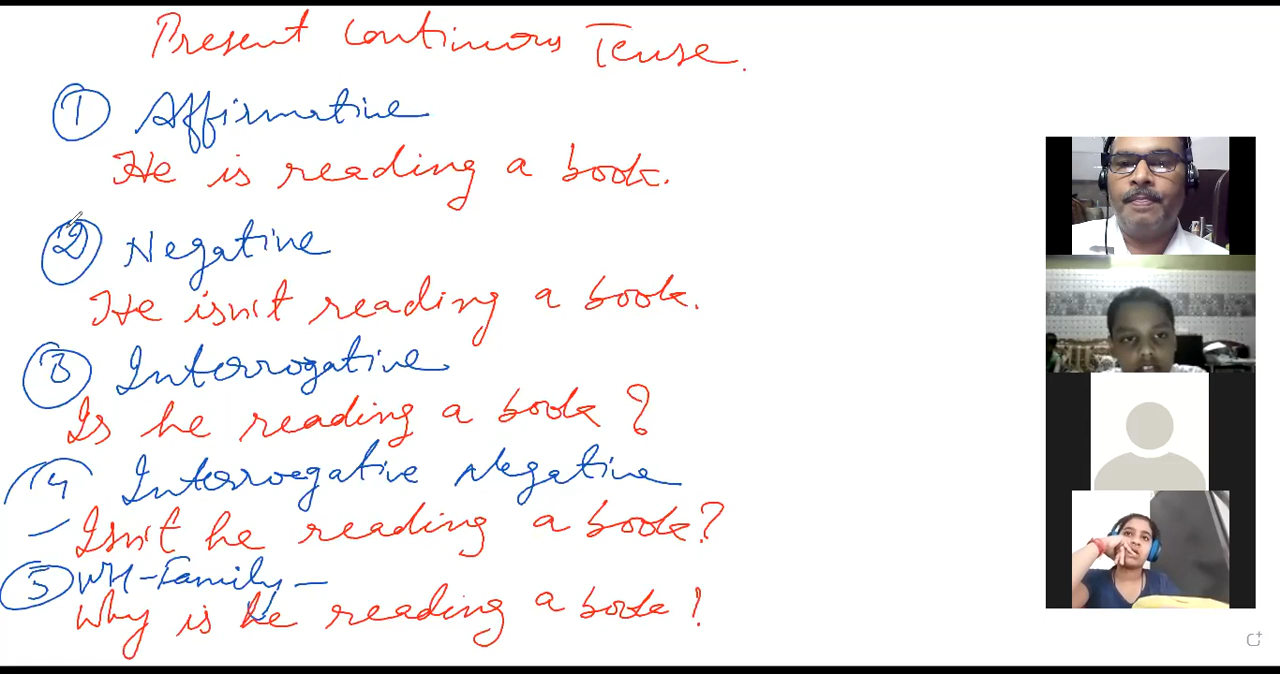 Present Continuous Tense.
① Affirmative
He is reading a book.
② Negative
He isn't reading a book.
③ Interrogative
Is he reading a book ?
4 Interroegative Negative
- Isn't he reading a book?
⑤ WH-Family-
Why is he reading a book ?